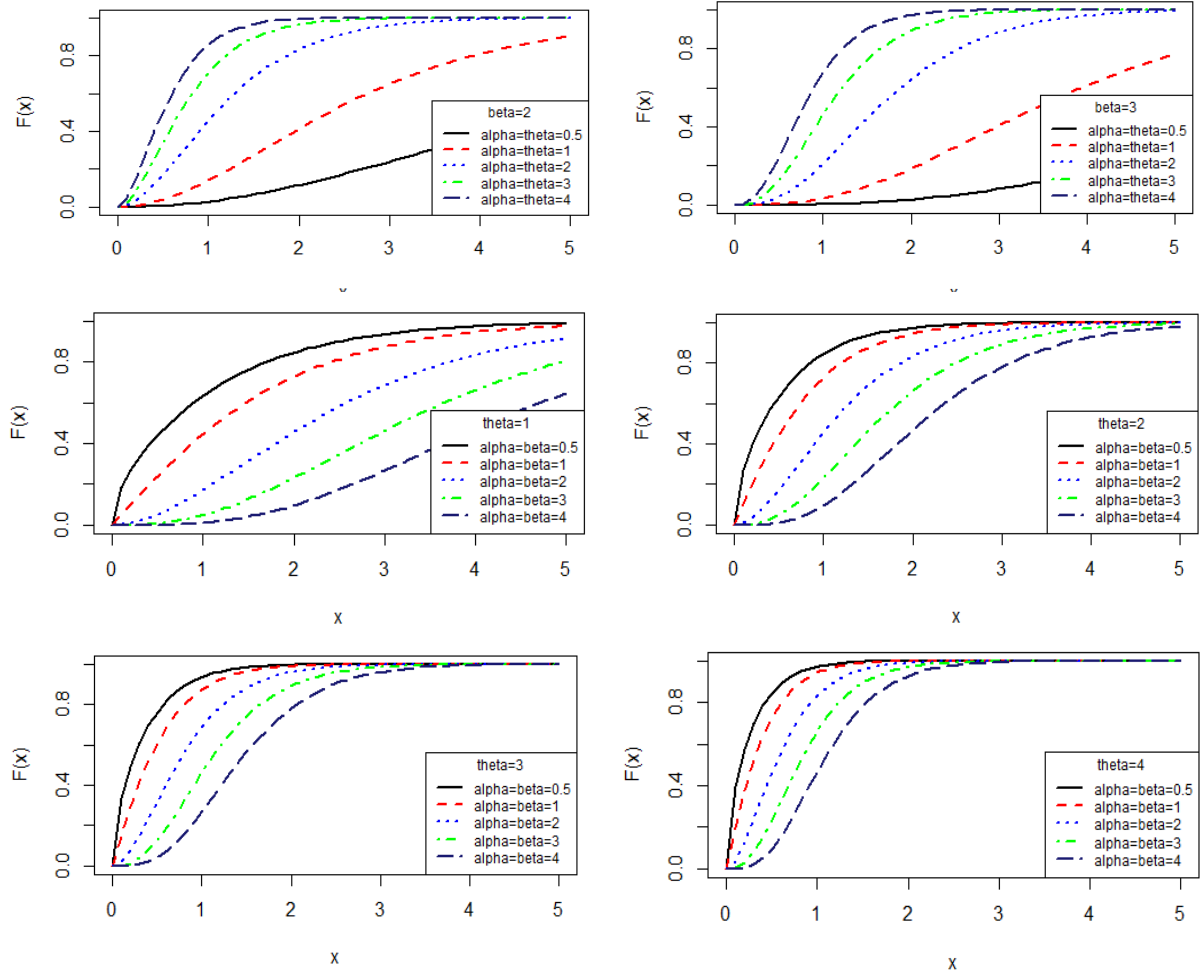 F(x)
0.0 0.4 0.8
beta=2
alpha=theta=0.5
alpha=theta=1
alpha=theta=2
alpha=theta=3
alpha=theta=4
0 1 2 3 4 5
F(x)
0.0 0.4 0.8
beta=3
alpha=theta=0.5
alpha=theta=1
alpha=theta=2
alpha=theta=3
alpha=theta=4
0 1 2 3 4 5
F(x)
0.0 0.4 0.8
theta=1
alpha=beta=0.5
alpha=beta=1
alpha=beta=2
alpha=beta=3
alpha=beta=4
0 1 2 3 4 5
x
F(x)
0.0 0.4 0.8
theta=2
alpha=beta=0.5
alpha=beta=1
alpha=beta=2
alpha=beta=3
alpha=beta=4
0 1 2 3 4 5
x
F(x)
0.0 0.4 0.8
theta=3
alpha=beta=0.5
alpha=beta=1
alpha=beta=2
alpha=beta=3
alpha=beta=4
0 1 2 3 4 5
x
F(x)
0.0 0.4 0.8
theta=4
alpha=beta=0.5
alpha=beta=1
alpha=beta=2
alpha=beta=3
alpha=beta=4
0 1 2 3 4 5
x